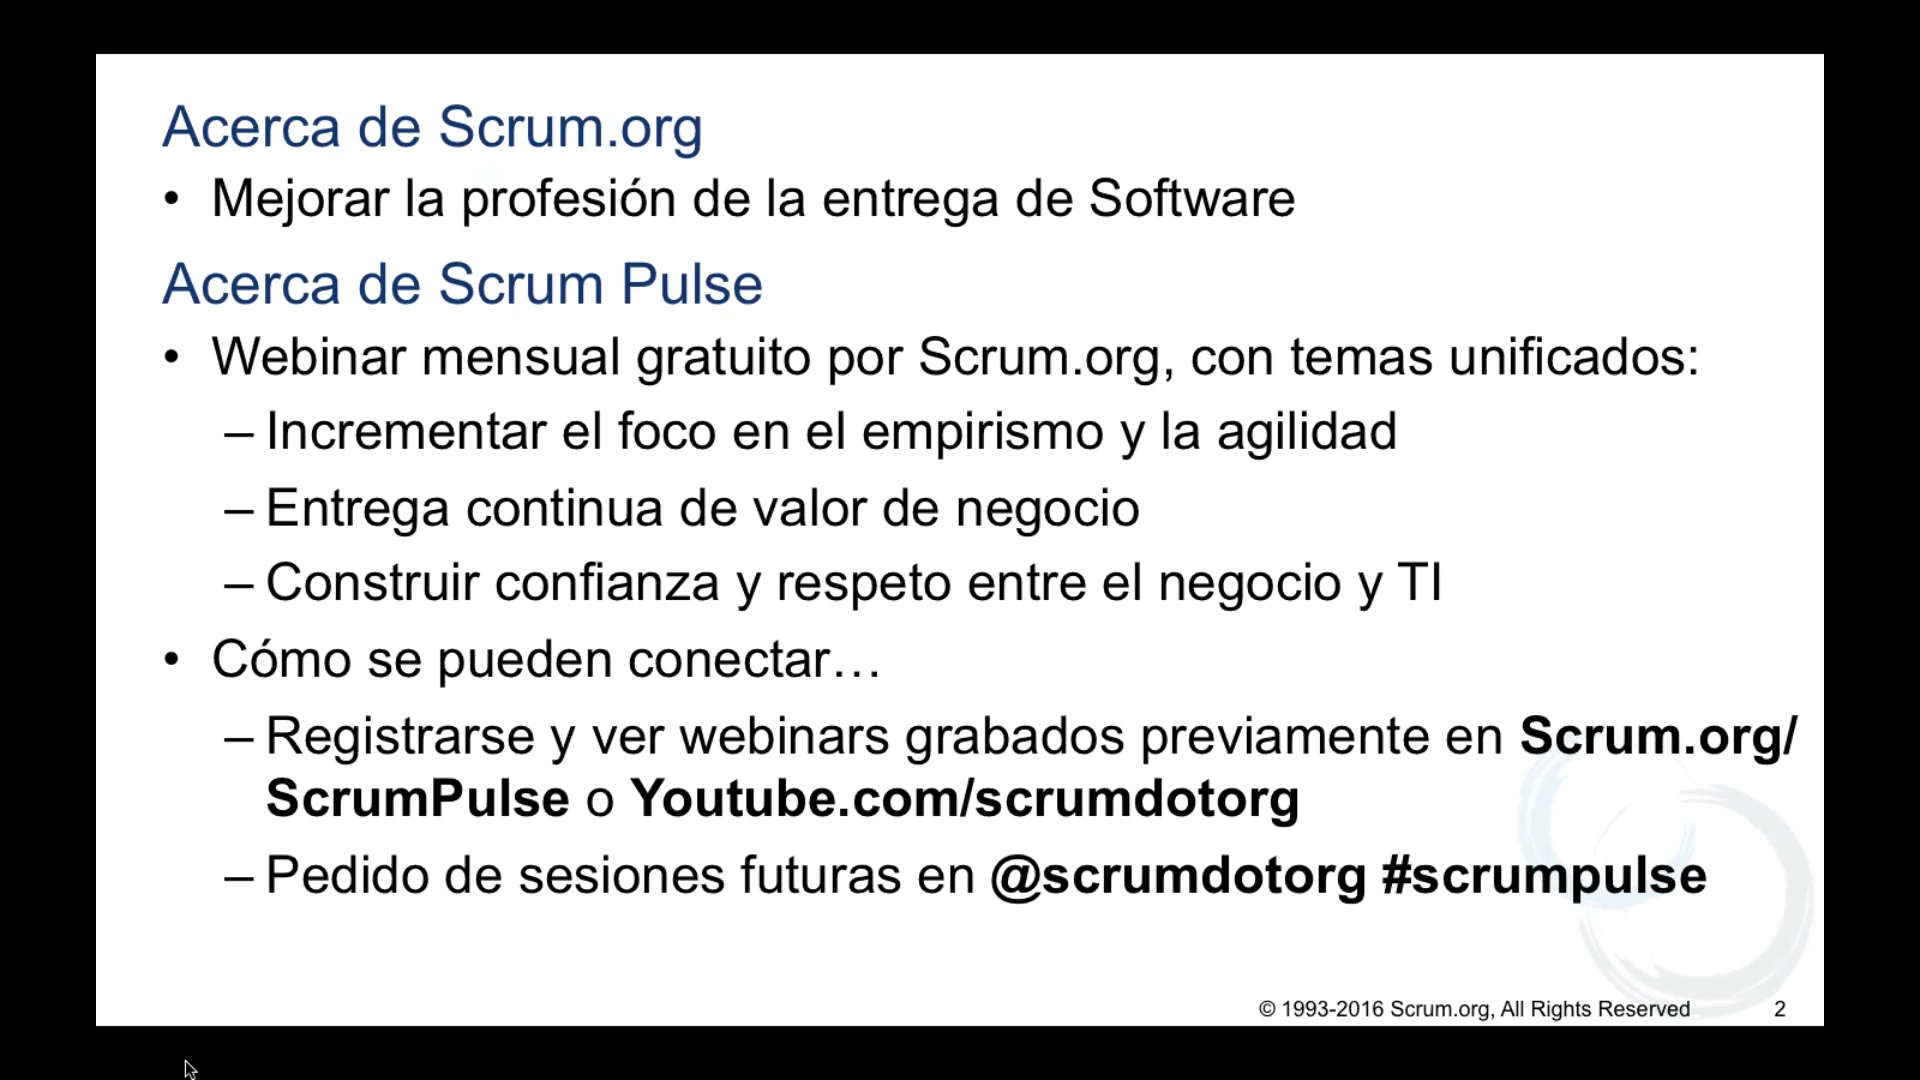 Acerca de Scrum.org
• Mejorar la profesión de la entrega de Software
Acerca de Scrum Pulse
• Webinar mensual gratuito por Scrum.org, con temas unificados:
– Incrementar el foco en el empirismo y la agilidad
– Entrega continua de valor de negocio
– Construir confianza y respeto entre el negocio y TI
• Cómo se pueden conectar…
– Registrarse y ver webinars grabados previamente en Scrum.org/
ScrumPulse o Youtube.com/scrumdotorg
– Pedido de sesiones futuras en @scrumdotorg #scrumpulse
© 1993-2016 Scrum.org, All Rights Reserved 2